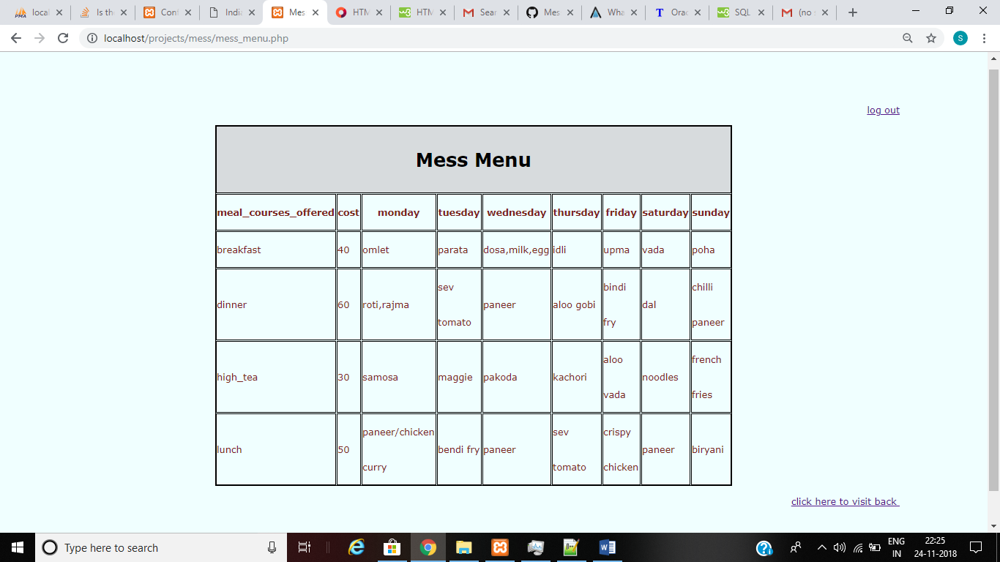 local
Is th
Conf
India
Mes
HTM
HTM
Sear
Mes
Wha
Orac
SQL
(no s
localhost/projects/mess/mess_menu.php
S
log out
Mess Menu
meal_courses_offered cost monday tuesday wednesday thursday friday saturday sunday
breakfast 40 omlet parata dosa,milk,egg idli upma vada poha
dinner 60 roti,rajma sev tomato paneer aloo gobi bindi fry dal chilli paneer
high_tea 30 samosa maggie pakoda kachori aloo vada noodles french fries
lunch 50 paneer/chicken curry bendi fry paneer sev tomato crispy chicken paneer biryani
click here to visit back
Type here to search
ENG
IN
22:25
24-11-2018